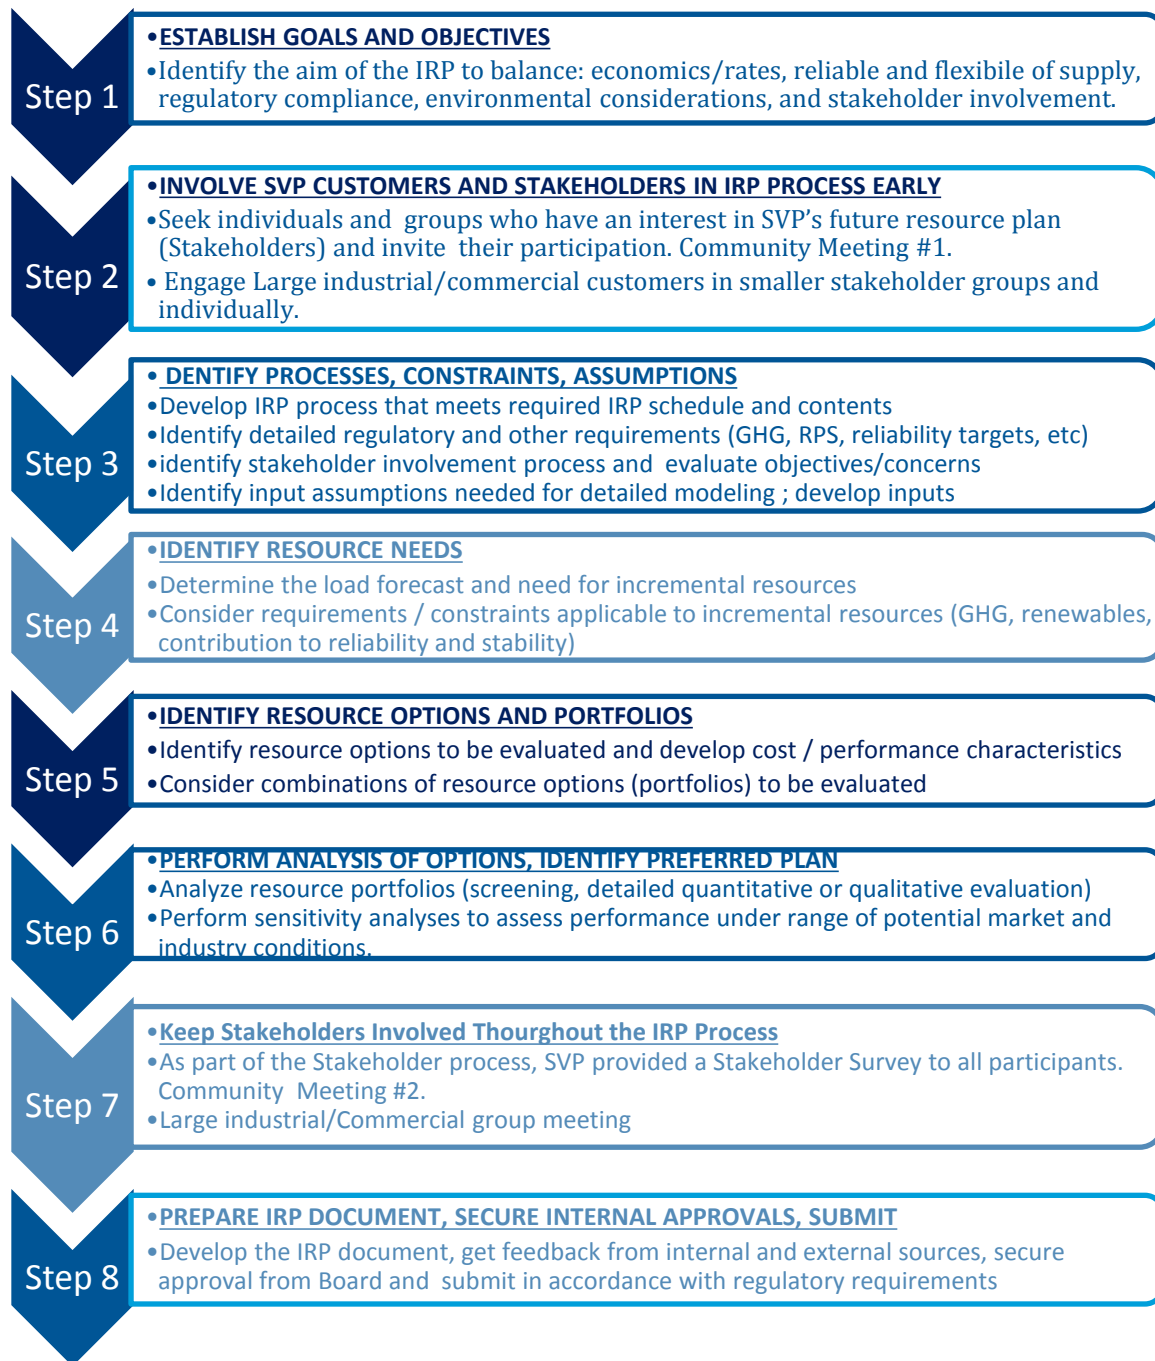 Step 1
•ESTABLISH GOALS AND OBJECTIVES
•Identify the aim of the IRP to balance: economics/rates, reliable and flexibile of supply,
regulatory compliance, environmental considerations, and stakeholder involvement.
Step 2
•INVOLVE SVP CUSTOMERS AND STAKEHOLDERS IN IRP PROCESS EARLY
•Seek individuals and groups who have an interest in SVP's future resource plan
(Stakeholders) and invite their participation. Community Meeting #1.
• Engage Large industrial/commercial customers in smaller stakeholder groups and
individually.
Step 3
• DENTIFY PROCESSES, CONSTRAINTS, ASSUMPTIONS
•Develop IRP process that meets required IRP schedule and contents
•Identify detailed regulatory and other requirements (GHG, RPS, reliability targets, etc)
•identify stakeholder involvement process and evaluate objectives/concerns
•Identify input assumptions needed for detailed modeling ; develop inputs
Step 4
•IDENTIFY RESOURCE NEEDS
•Determine the load forecast and need for incremental resources
•Consider requirements / constraints applicable to incremental resources (GHG, renewables,
contribution to reliability and stability)
Step 5
•IDENTIFY RESOURCE OPTIONS AND PORTFOLIOS
•Identify resource options to be evaluated and develop cost / performance characteristics
•Consider combinations of resource options (portfolios) to be evaluated
Step 6
•PERFORM ANALYSIS OF OPTIONS, IDENTIFY PREFERRED PLAN
•Analyze resource portfolios (screening, detailed quantitative or qualitative evaluation)
•Perform sensitivity analyses to assess performance under range of potential market and
industry conditions.
Step 7
•Keep Stakeholders Involved Thourghout the IRP Process
•As part of the Stakeholder process, SVP provided a Stakeholder Survey to all participants.
Community Meeting #2.
•Large industrial/Commercial group meeting
Step 8
•PREPARE IRP DOCUMENT, SECURE INTERNAL APPROVALS, SUBMIT
•Develop the IRP document, get feedback from internal and external sources, secure
approval from Board and submit in accordance with regulatory requirements